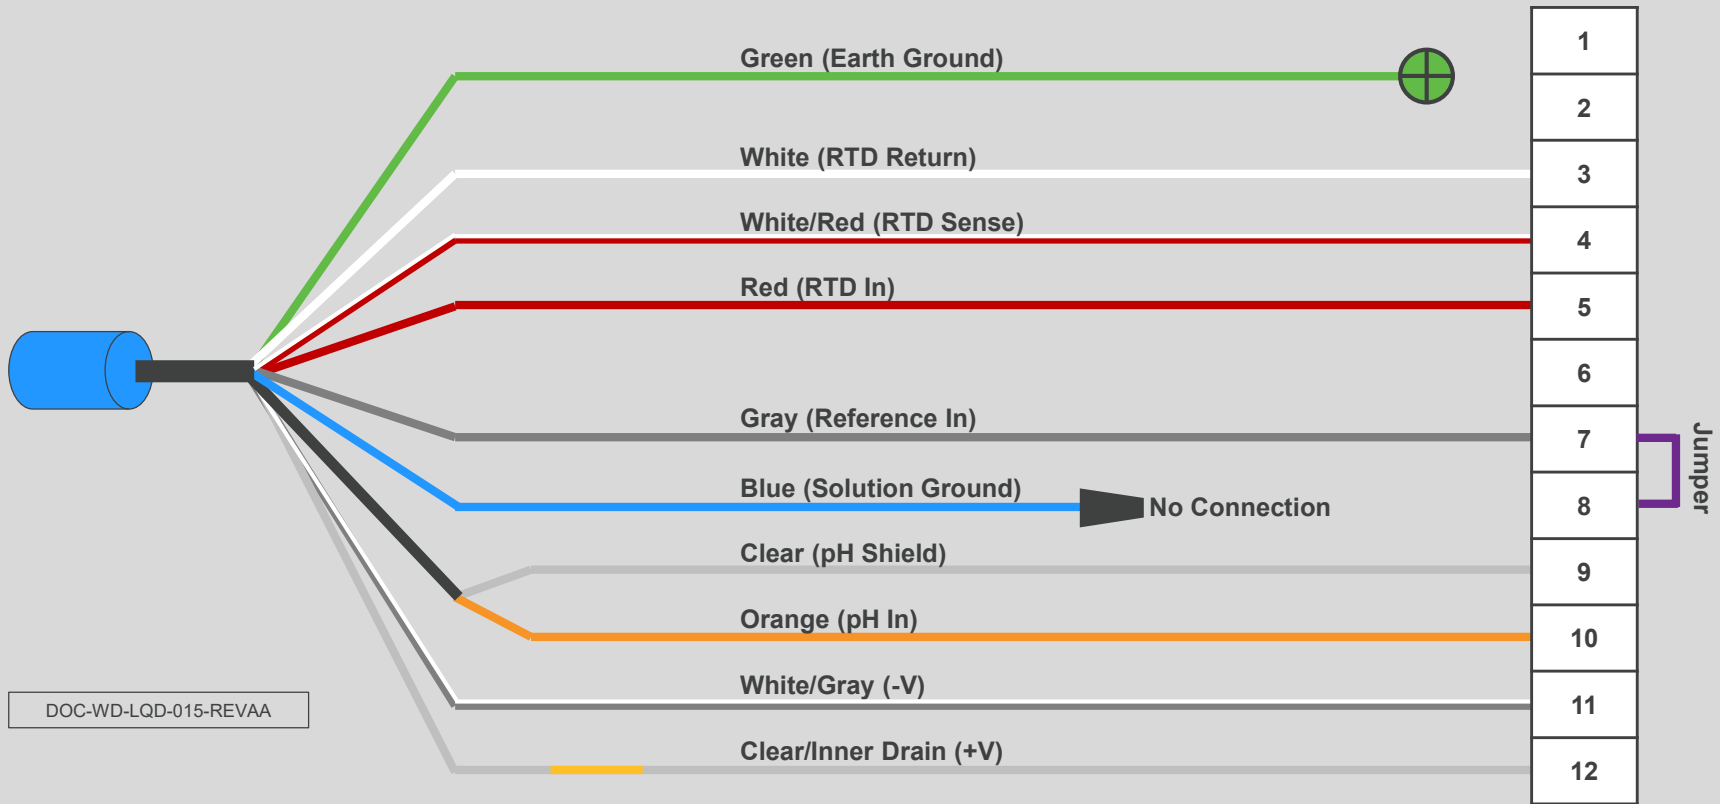 1
Green (Earth Ground)
2
White (RTD Return)
3
White/Red (RTD Sense)
4
Red (RTD In)
5
6
Gray (Reference In)
7
Jumper
Blue (Solution Ground)
No Connection
8
Clear (pH Shield)
9
Orange (pH In)
10
White/Gray (-V)
11
DOC-WD-LQD-015-REVAA
Clear/Inner Drain (+V)
12